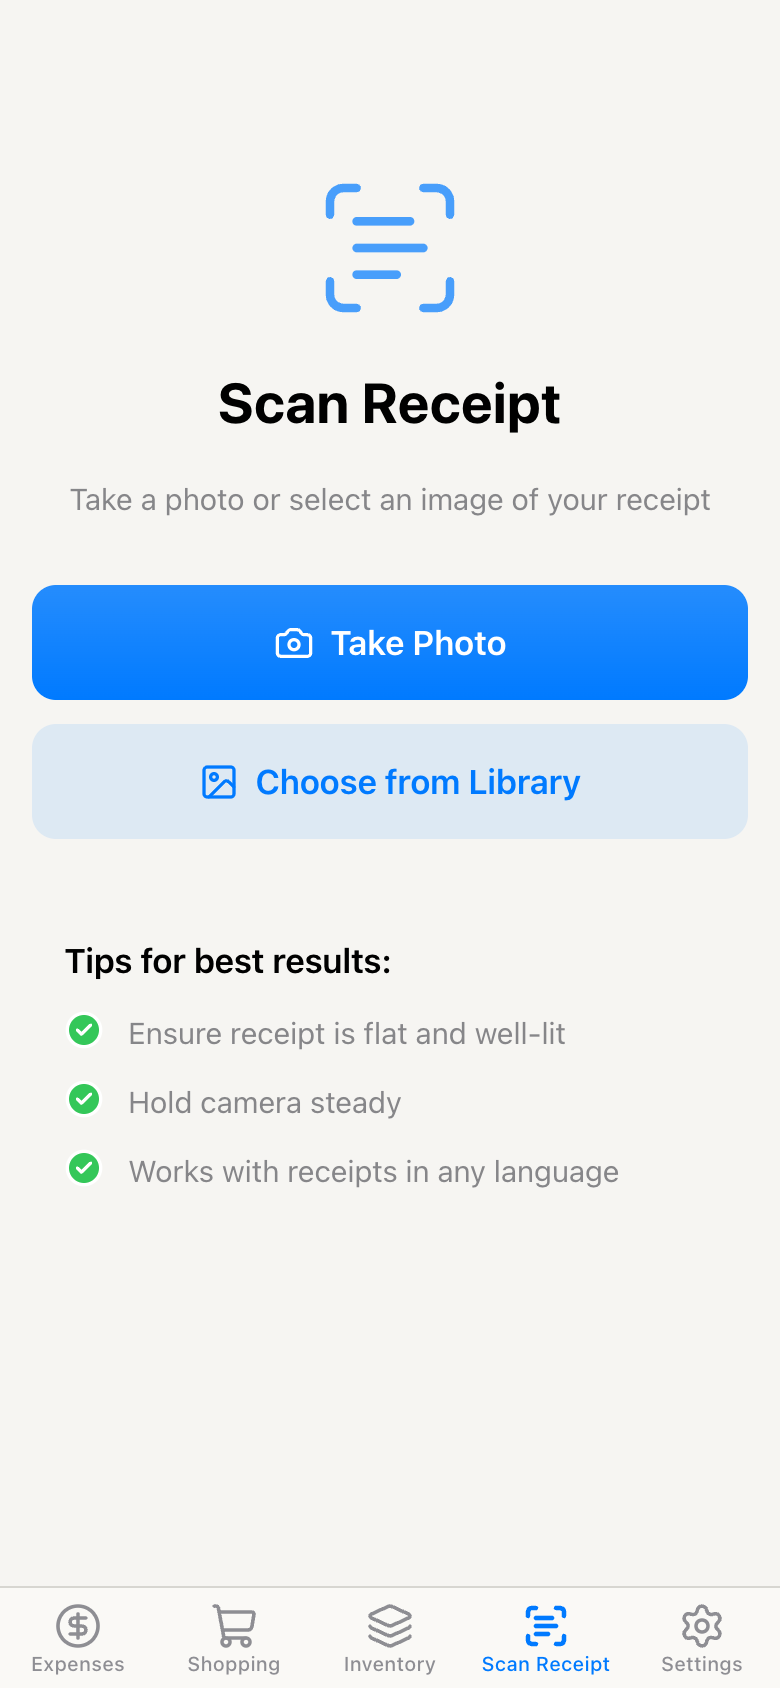 Scan Receipt
Take a photo or select an image of your receipt
Take Photo
Choose from Library
Tips for best results:
Ensure receipt is flat and well-lit
Hold camera steady
Works with receipts in any language
Expenses
Shopping
Inventory
Scan Receipt
Settings